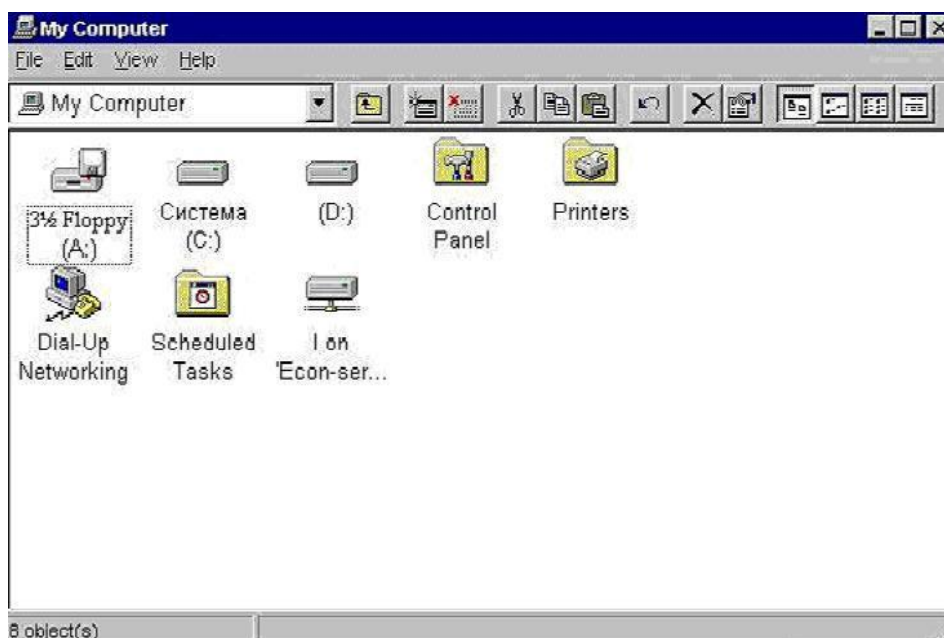 My Computer
File Edit View Help
My Computer
3½ Floppy
(A:)
Система
(C:)
(D:)
Control
Panel
Printers
Dial-Up
Networking
Scheduled
Tasks
I on
'Econ-ser...
8 object(s)